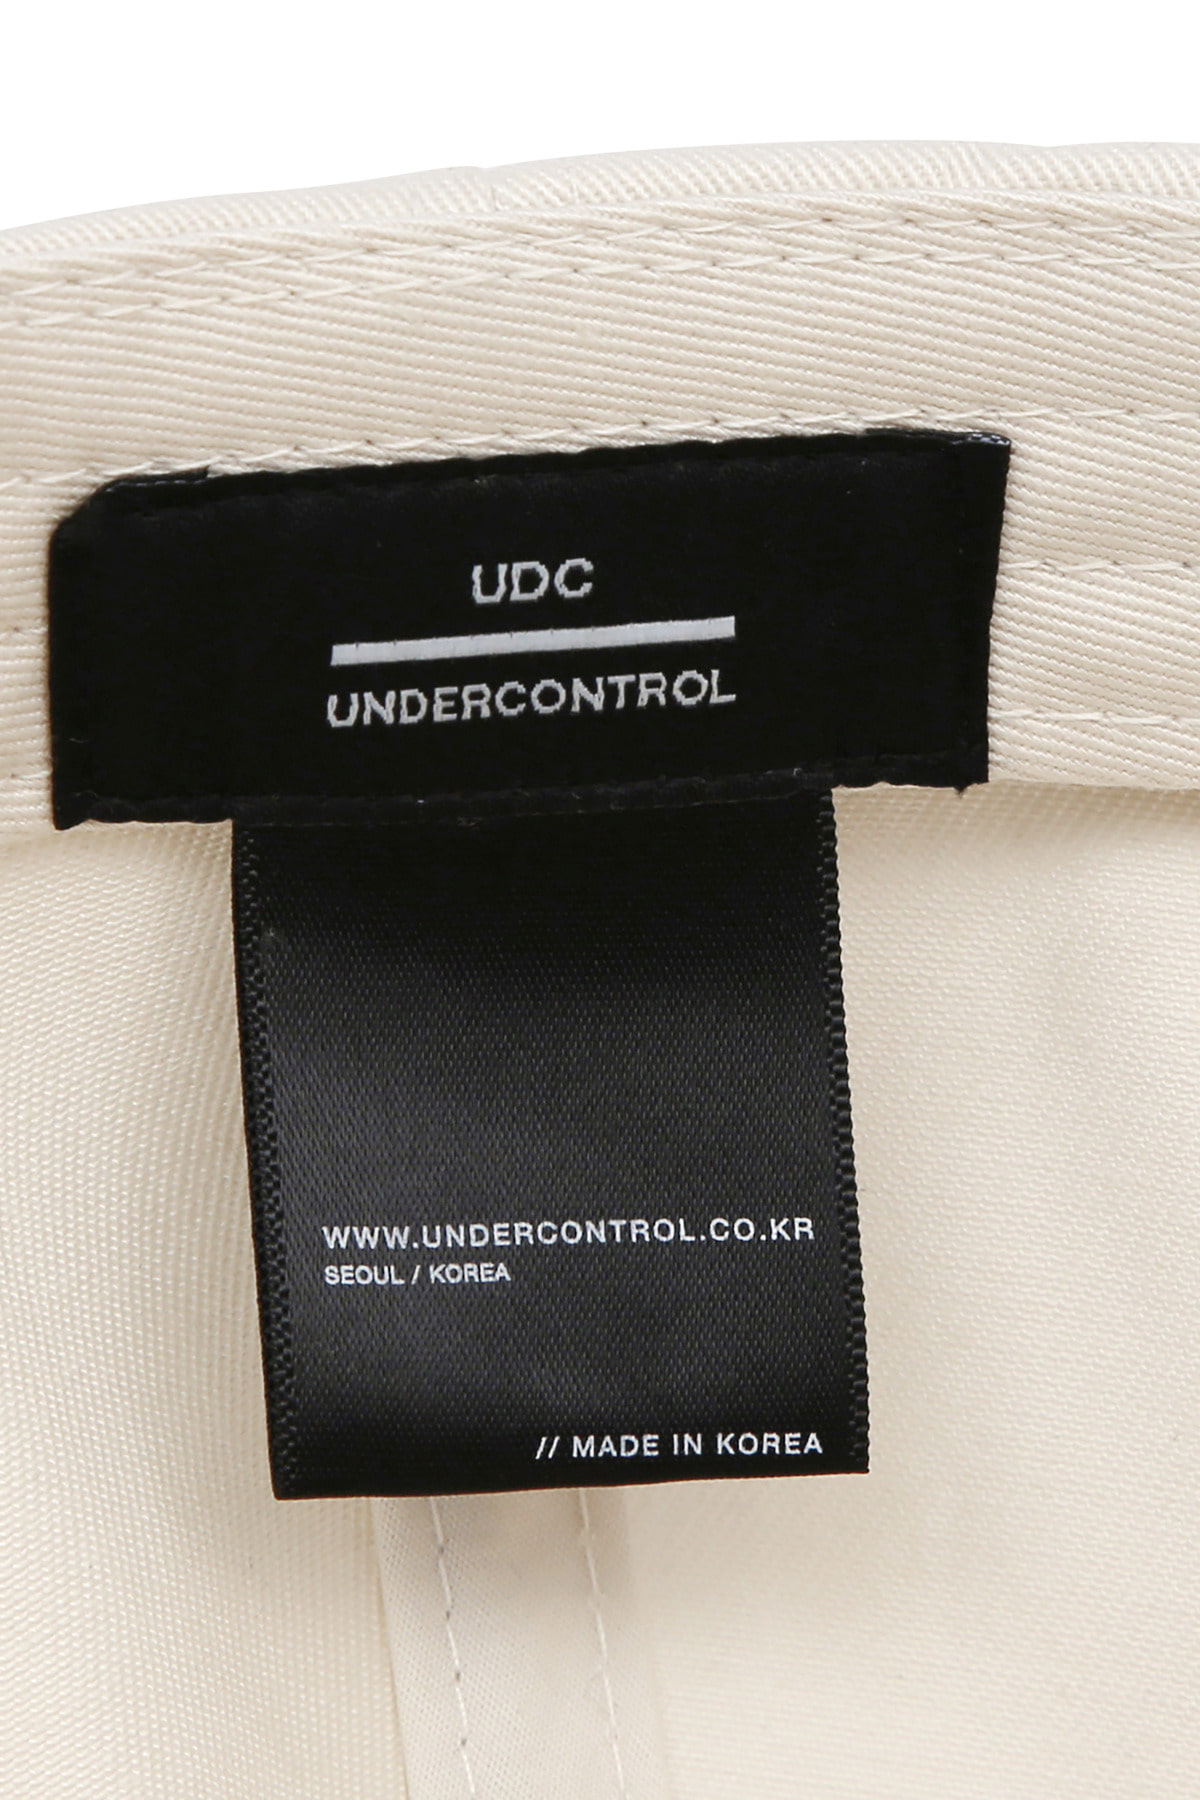 UDC
UNDERCONTROL
WWW.UNDERCONTROL.CO.KR
SEOUL / KOREA
// MADE IN KOREA